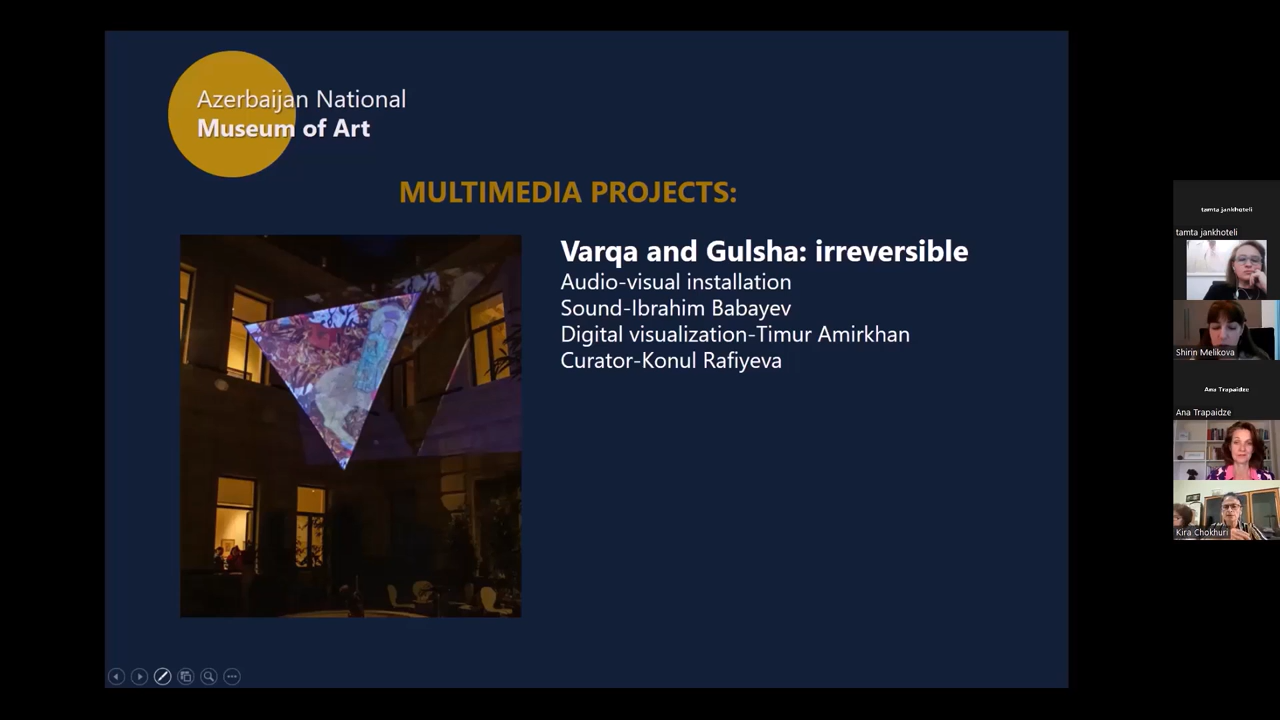 Azerbaijan National
Museum of Art
MULTIMEDIA PROJECTS:
Varqa and Gulsha: irreversible
Audio-visual installation
Sound-Ibrahim Babayev
Digital visualization-Timur Amirkhan
Curator-Konul Rafiyeva
tamta jankhoteli
tamta jankhoteli
Shirin Melikova
Ana Trapaidze
Ana Trapaidze
Kira Chokhuri